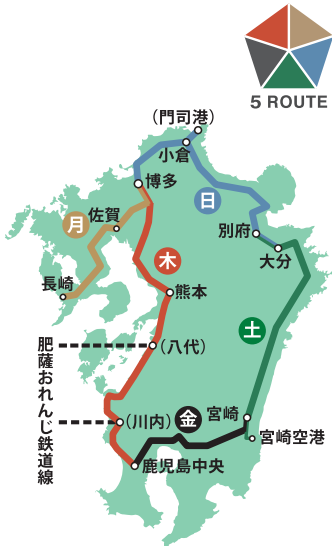 5 ROUTE
(門司港)
小倉
博多
日
佐賀
月
別府
大分
木
長崎
熊本
土
肥薩おれんじ鉄道線
(八代)
(川内)
金
宮崎
宮崎空港
鹿児島中央